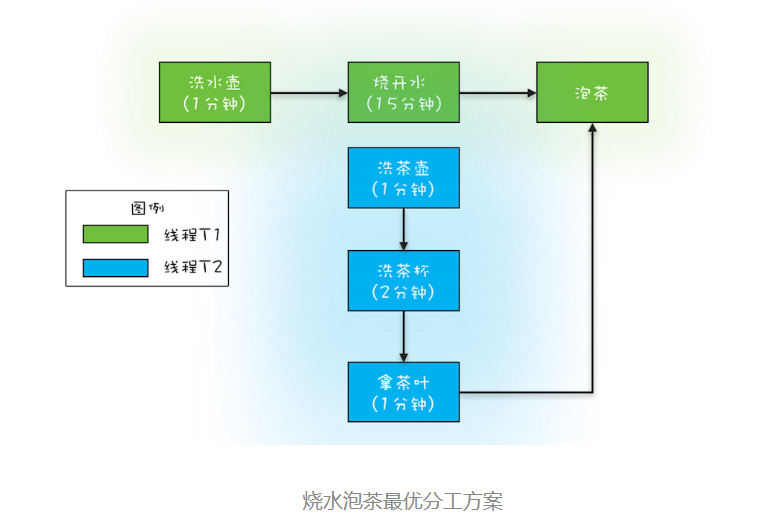 洗水壶
(1分钟)
烧开水
(15分钟)
泡茶
洗茶壶
(1分钟)
图例
线程T1
线程T2
洗茶杯
(2分钟)
拿茶叶
(1分钟)
烧水泡茶最优分工方案